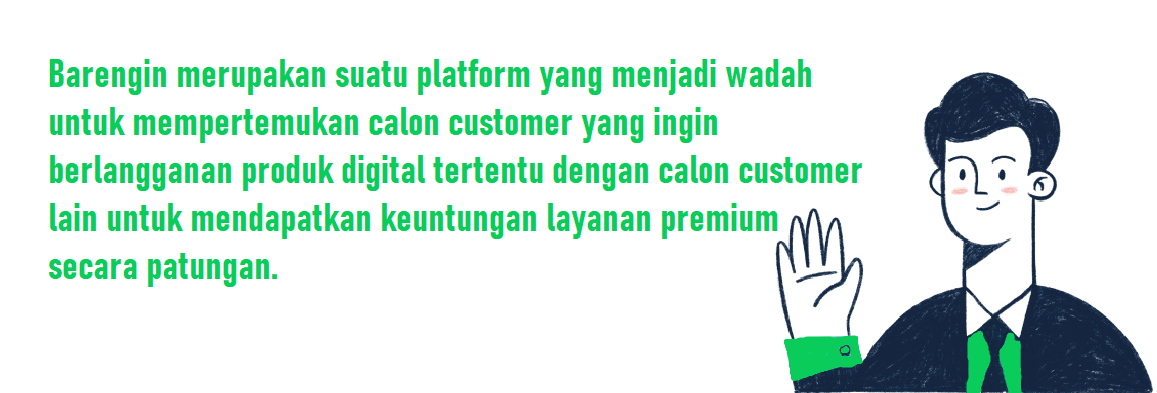 Barengin merupakan suatu platform yang menjadi wadah
untuk mempertemukan calon customer yang ingin
berlangganan produk digital tertentu dengan calon customer
lain untuk mendapatkan keuntungan layanan premium
secara patungan.